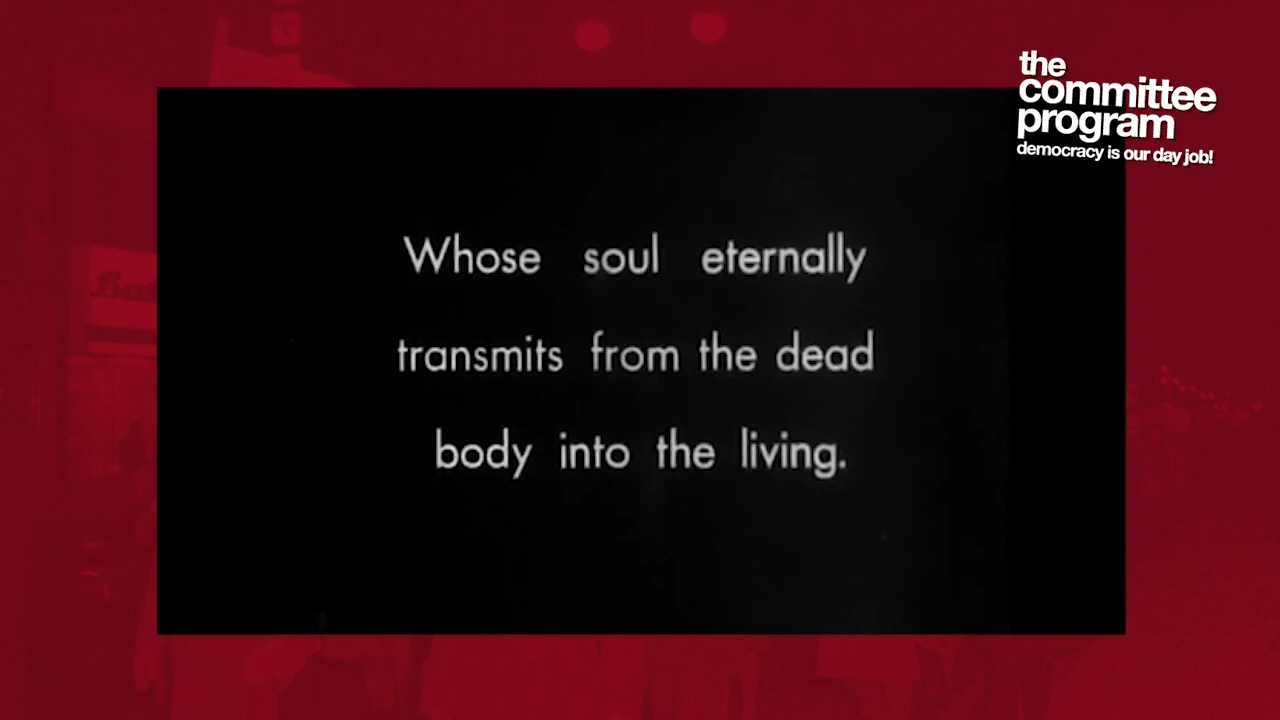 the
committee
program
democracy is our day job!
Whose soul eternally
transmits from the dead
body into the living.